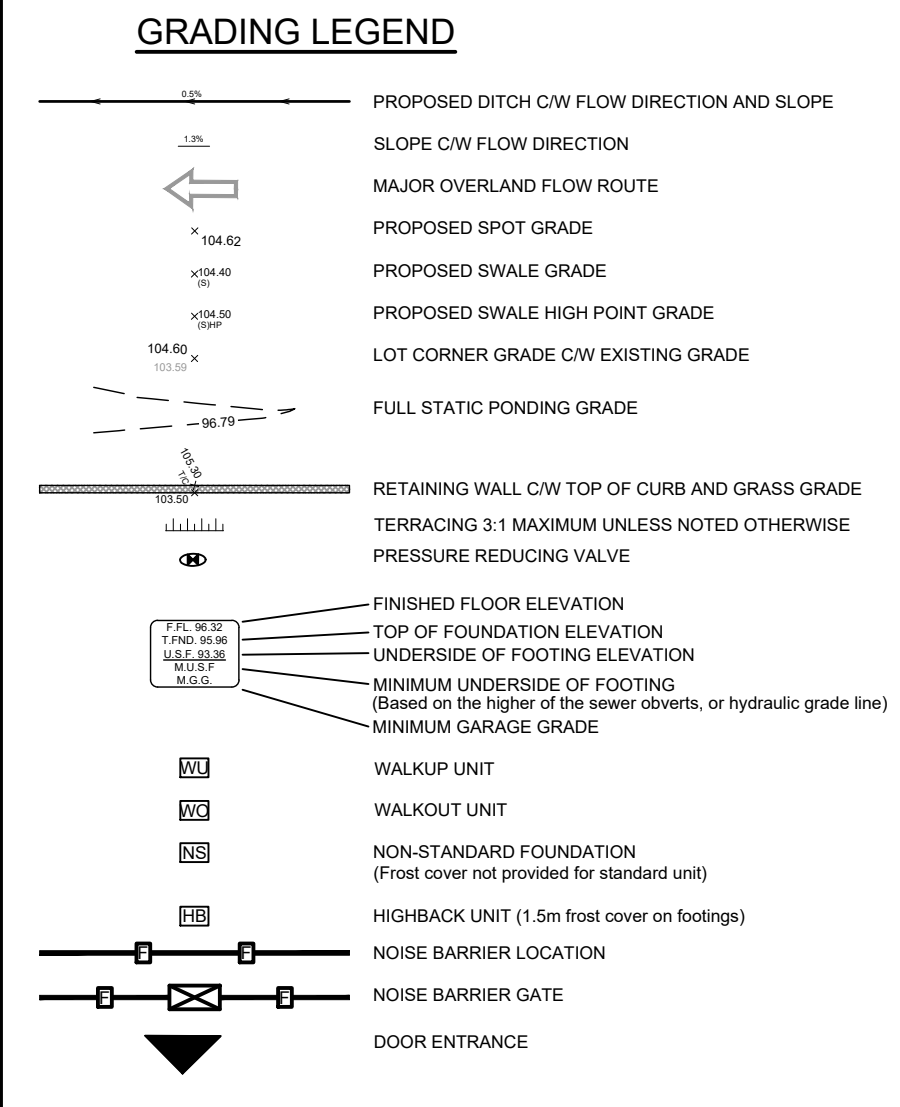 GRADING LEGEND
0.5%
PROPOSED DITCH C/W FLOW DIRECTION AND SLOPE
1.3%
SLOPE C/W FLOW DIRECTION
MAJOR OVERLAND FLOW ROUTE
104.62
PROPOSED SPOT GRADE
104.40
(S)
PROPOSED SWALE GRADE
104.50
(S)HP
PROPOSED SWALE HIGH POINT GRADE
104.60
103.59
LOT CORNER GRADE C/W EXISTING GRADE
96.79
FULL STATIC PONDING GRADE
105.30
T/C
103.50
RETAINING WALL C/W TOP OF CURB AND GRASS GRADE
TERRACING 3:1 MAXIMUM UNLESS NOTED OTHERWISE
PRESSURE REDUCING VALVE
F.FL. 96.32
T.FND. 95.96
U.S.F. 93.36
M.U.S.F
M.G.G.
FINISHED FLOOR ELEVATION
TOP OF FOUNDATION ELEVATION
UNDERSIDE OF FOOTING ELEVATION
MINIMUM UNDERSIDE OF FOOTING
(Based on the higher of the sewer obverts, or hydraulic grade line)
MINIMUM GARAGE GRADE
WU
WALKUP UNIT
WO
WALKOUT UNIT
NS
NON-STANDARD FOUNDATION
(Frost cover not provided for standard unit)
HB
HIGHBACK UNIT (1.5m frost cover on footings)
F F
NOISE BARRIER LOCATION
F F
NOISE BARRIER GATE
DOOR ENTRANCE